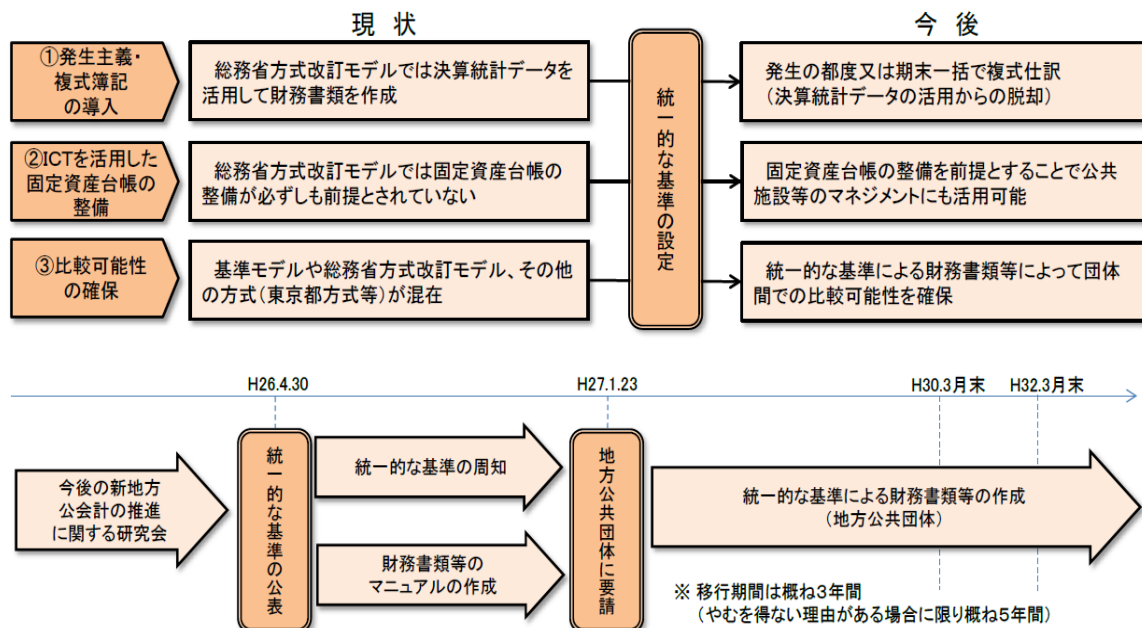 現 状
今 後
①発生主義・
複式簿記
の導入
総務省方式改訂モデルでは決算統計データを
活用して財務書類を作成
発生の都度又は期末一括で複式仕訳
(決算統計データの活用からの脱却)
②ICTを活用した
固定資産台帳の
整備
総務省方式改訂モデルでは固定資産台帳の
整備が必ずしも前提とされていない
固定資産台帳の整備を前提とすることで公共
施設等のマネジメントにも活用可能
③比較可能性
の確保
基準モデルや総務省方式改訂モデル、その他
の方式(東京都方式等)が混在
統一的な基準による財務書類等によって団体
間での比較可能性を確保
統一的な基準の設定
H26.4.30
H27.1.23
H30.3月末
H32.3月末
今後の新地方
公会計の推進
に関する研究会
統一的な基準の公表
統一的な基準の周知
財務書類等の
マニュアルの作成
地方公共団体に要請
統一的な基準による財務書類等の作成
(地方公共団体)
※ 移行期間は概ね3年間
(やむを得ない理由がある場合に限り概ね5年間)